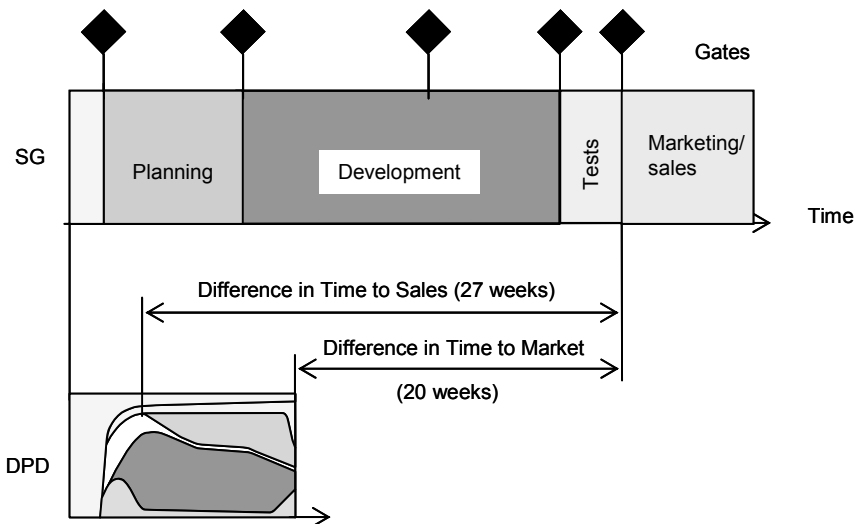 Gates
SG
Planning
Development
Tests
Marketing/
sales
Time
Difference in Time to Sales (27 weeks)
Difference in Time to Market
(20 weeks)
DPD